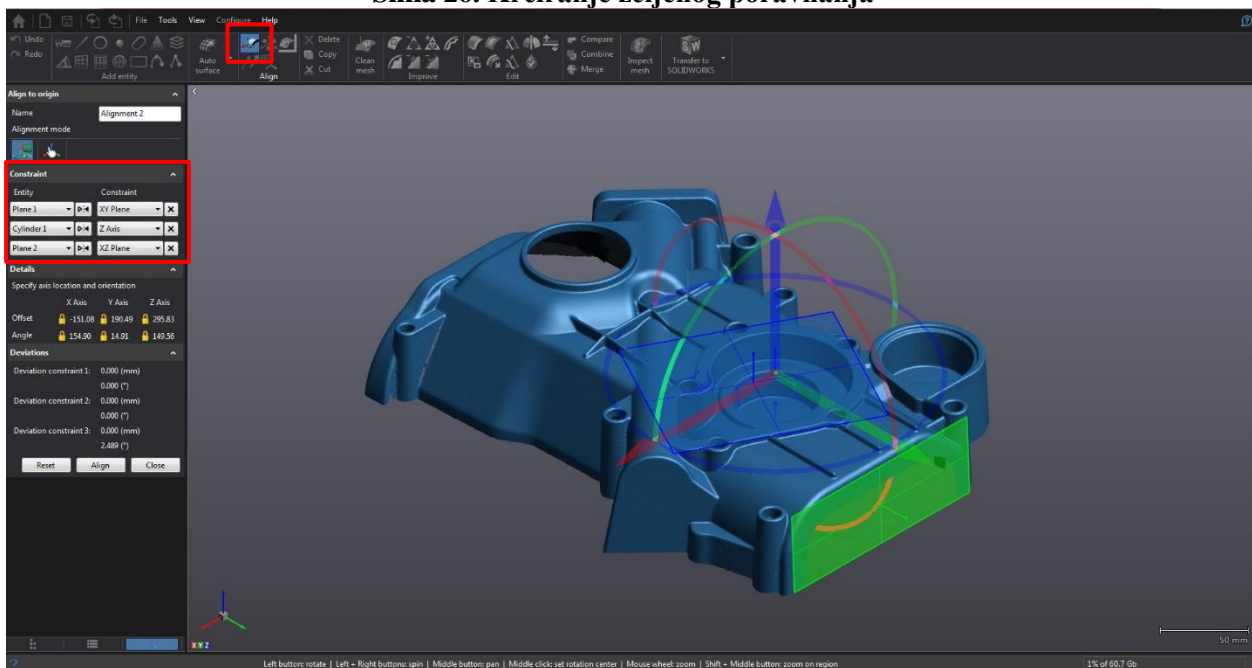 Slika 26. Kreiranje željenog poravnanja
File Tools View Configure Help
Undo
Redo
Add entity
Auto surface
Align
Delete
Copy
Cut
Clean mesh
Improve
Edit
Compare
Combine
Merge
Inspect mesh
Transfer to SOLIDWORKS
Align to origin
Name Alignment 2
Alignment mode
Constraint
Entity Constraint
Plane 1 XY Plane
Cylinder 1 Z Axis
Plane 2 XZ Plane
Details
Specify axis location and orientation
X Axis Y Axis Z Axis
Offset -151.08 190.49 295.83
Angle 154.90 14.91 149.56
Deviations
Deviation constraint 1: 0.000 (mm)
0.000 (°)
Deviation constraint 2: 0.000 (mm)
0.000 (°)
Deviation constraint 3: 0.000 (mm)
2.489 (°)
Reset Align Close
X Y Z
50 mm
Left button: rotate | Left + Right buttons: spin | Middle button: pan | Middle click: set rotation center | Mouse wheel: zoom | Shift + Middle button: zoom on region
1% of 60.7 Gb